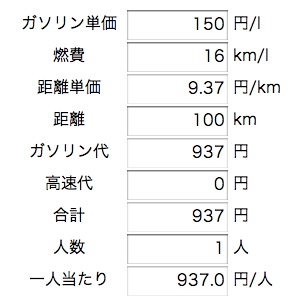 ガソリン単価 150 円/l
燃費 16 km/l
距離単価 9.37 円/km
距離 100 km
ガソリン代 937 円
高速代 0 円
合計 937 円
人数 1 人
一人当たり 937.0 円/人